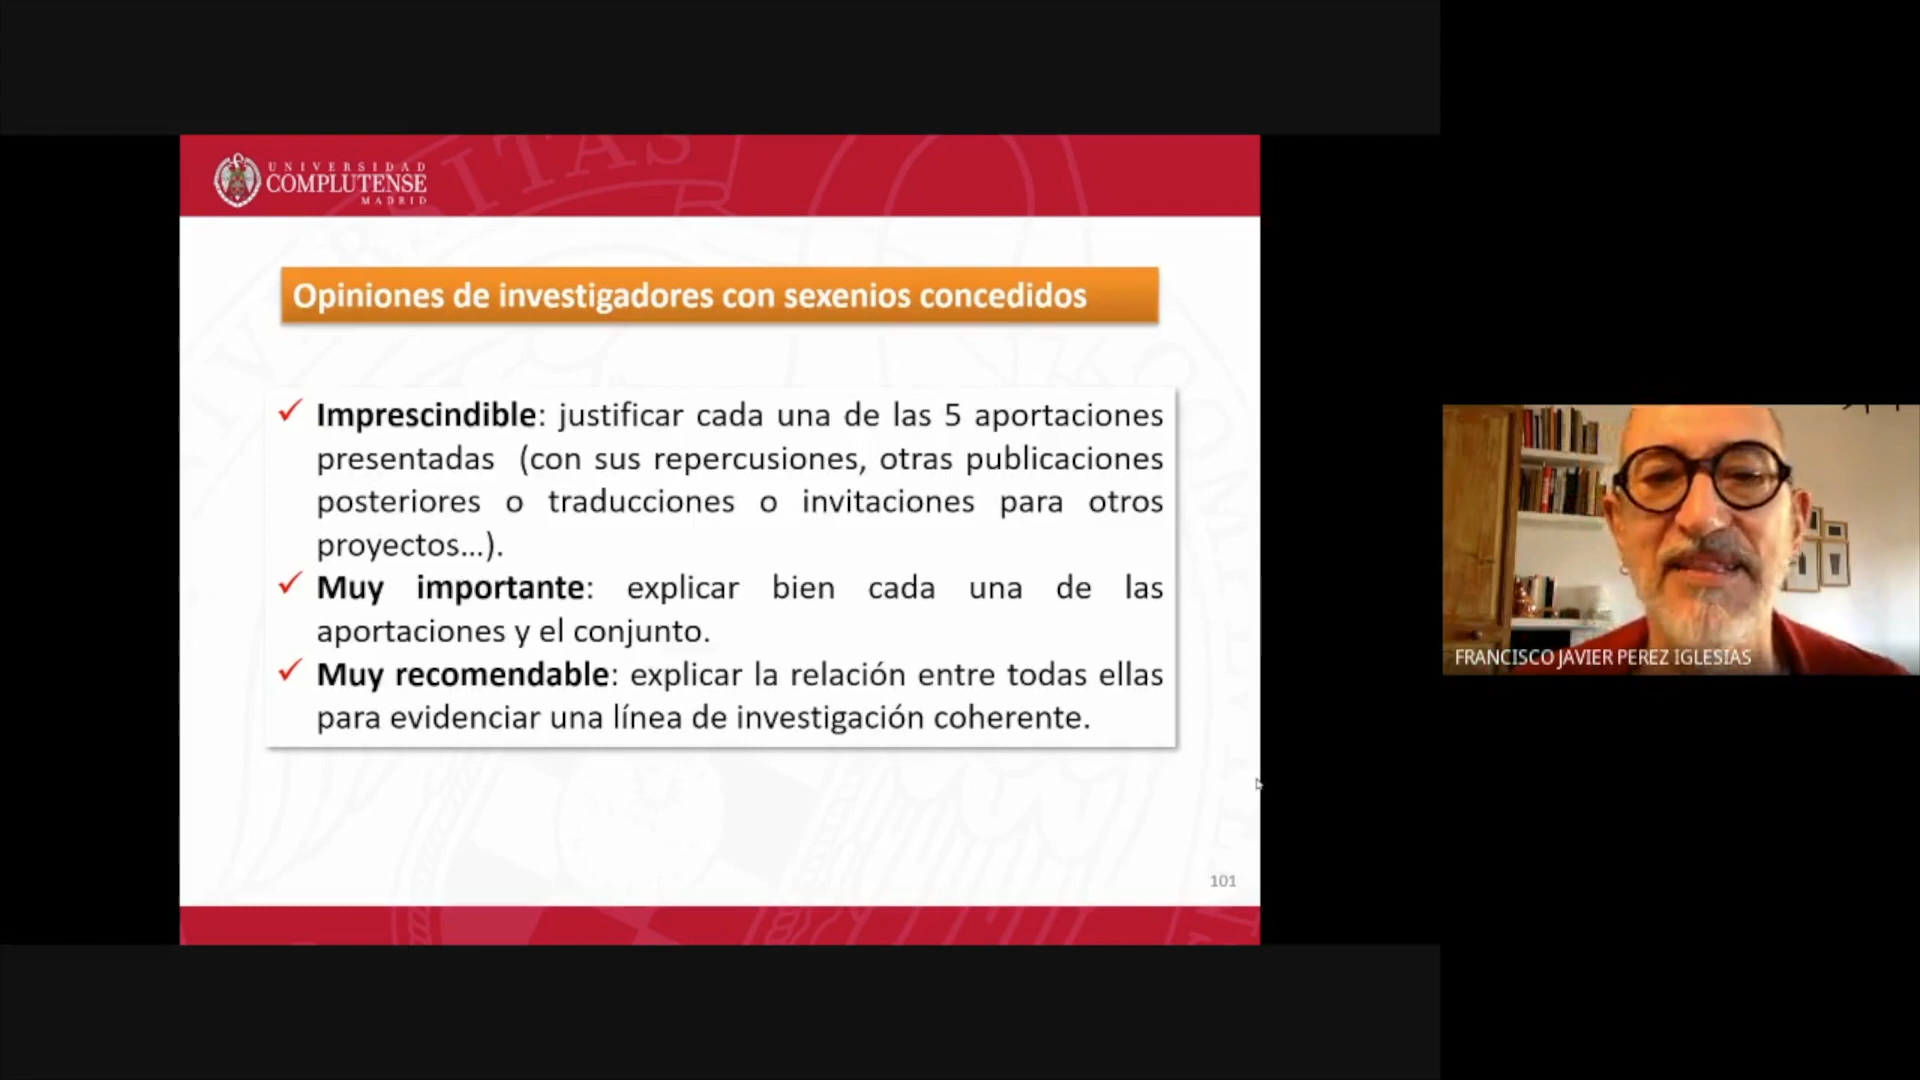 UNIVERSIDAD
COMPLUTENSE
MADRID
Opiniones de investigadores con sexenios concedidos
✓ Imprescindible: justificar cada una de las 5 aportaciones
presentadas (con sus repercusiones, otras publicaciones
posteriores o traducciones o invitaciones para otros
proyectos...).
✓ Muy importante: explicar bien cada una de las
aportaciones y el conjunto.
✓ Muy recomendable: explicar la relación entre todas ellas
para evidenciar una línea de investigación coherente.
101
FRANCISCO JAVIER PEREZ IGLESIAS